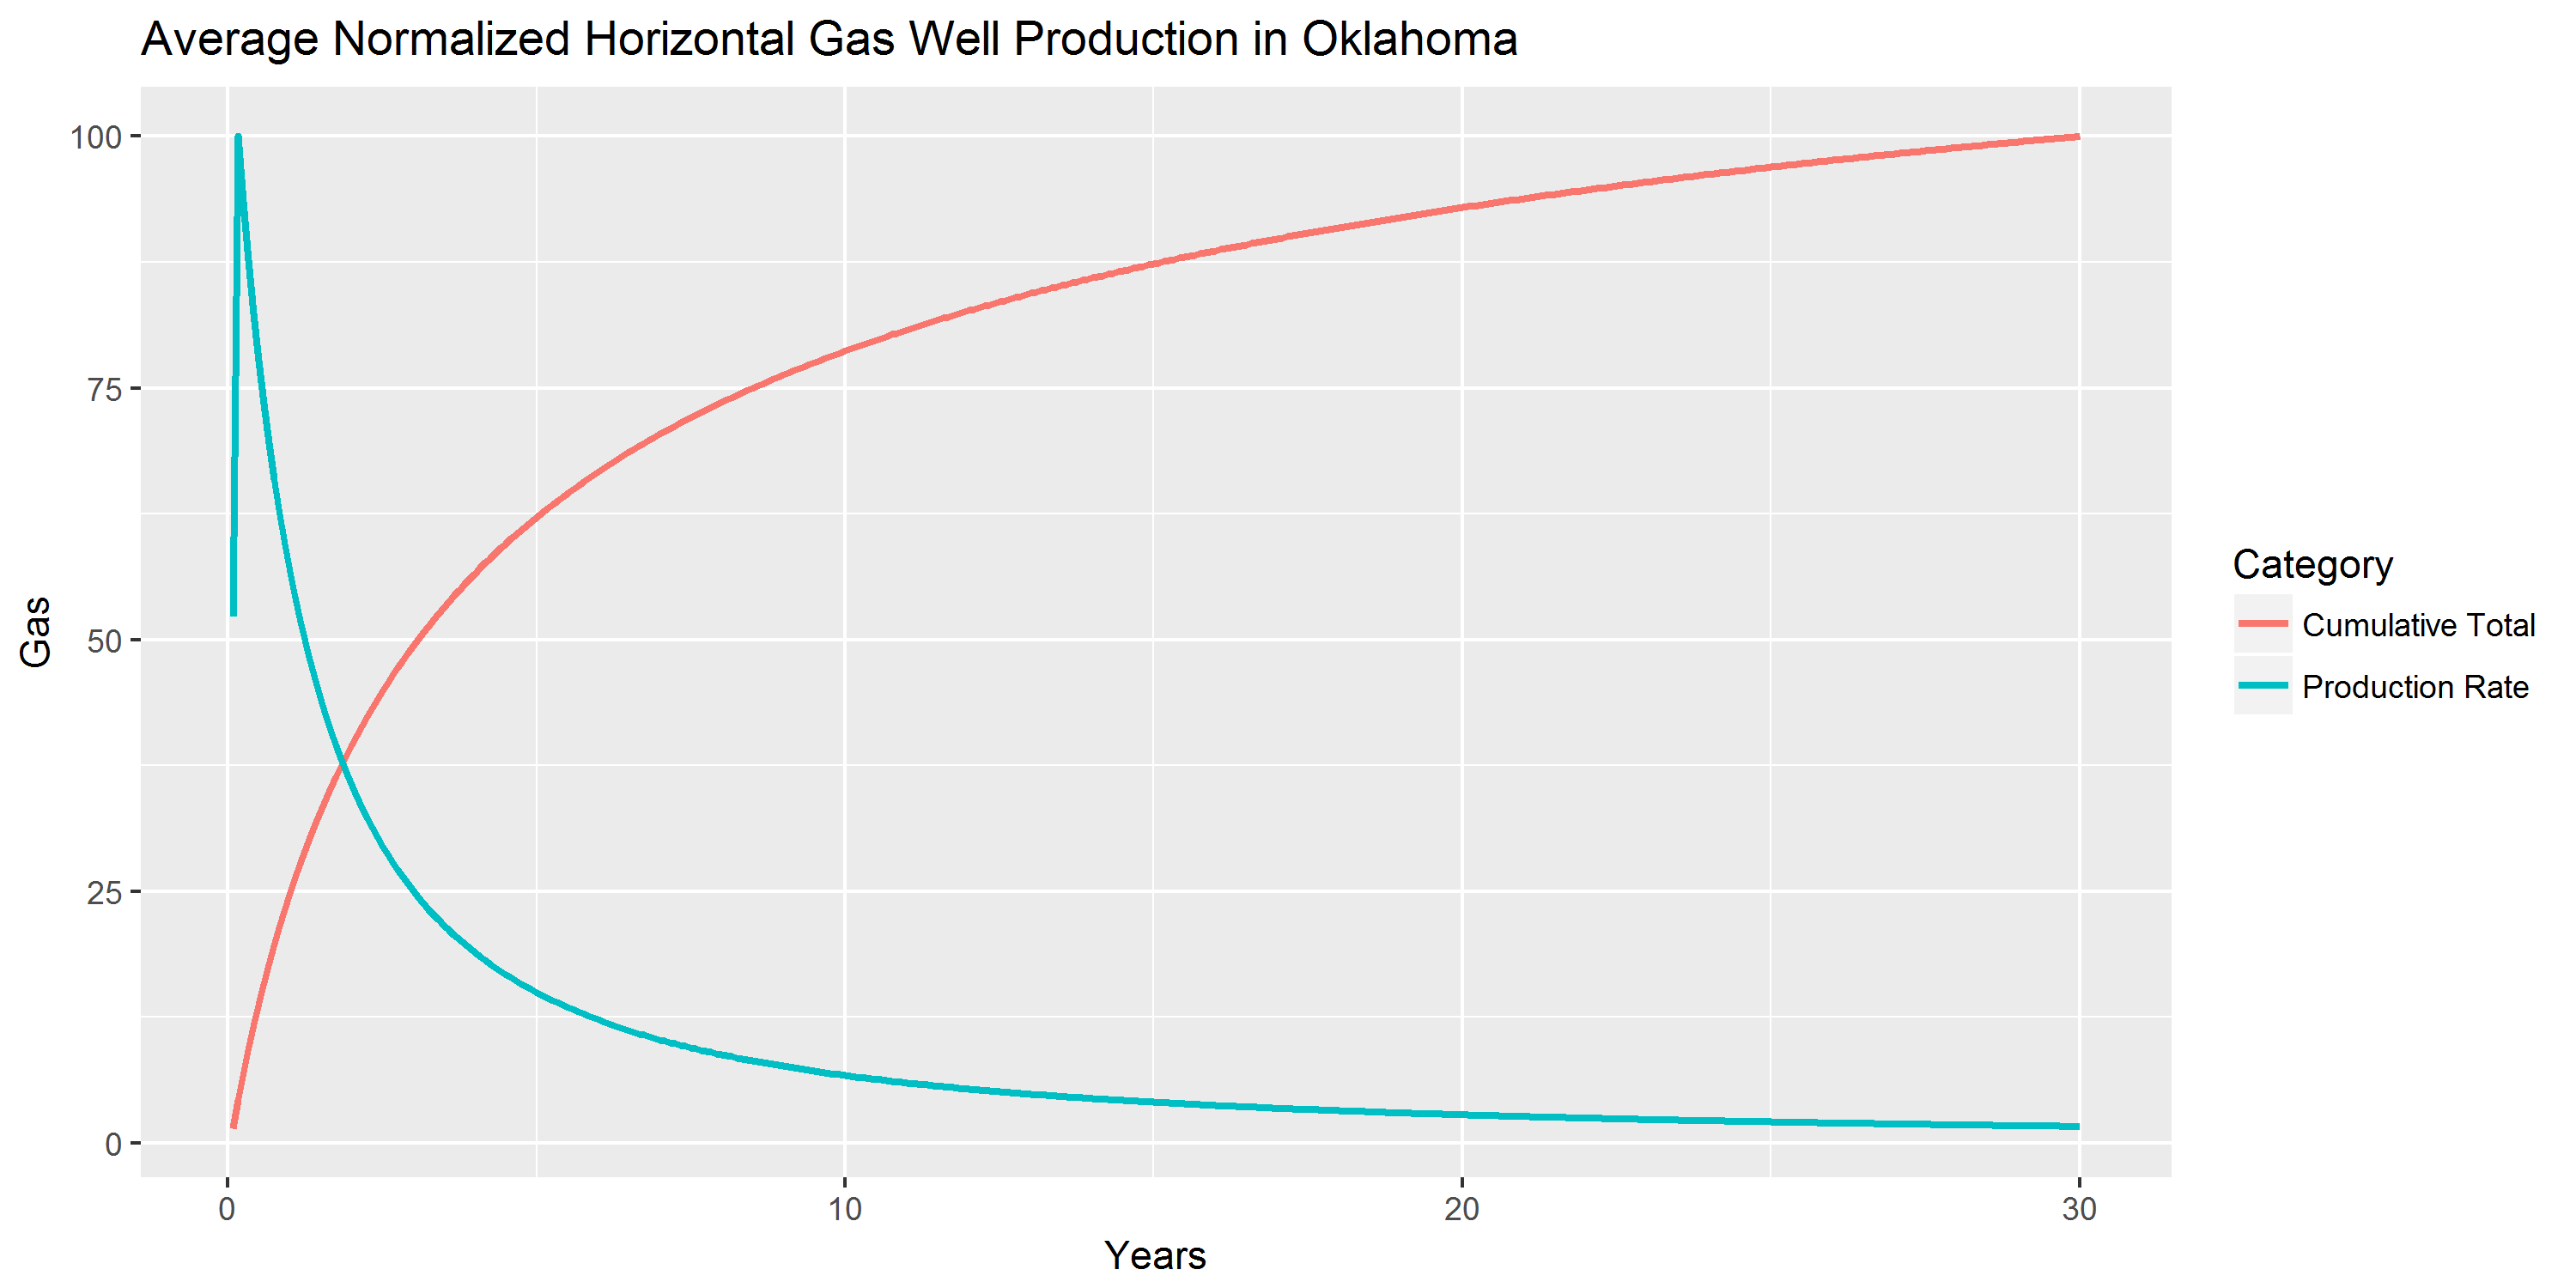 Average Normalized Horizontal Gas Well Production in Oklahoma
100
75
50
25
0
Gas
0 10 20 30
Years
Category
Cumulative Total
Production Rate